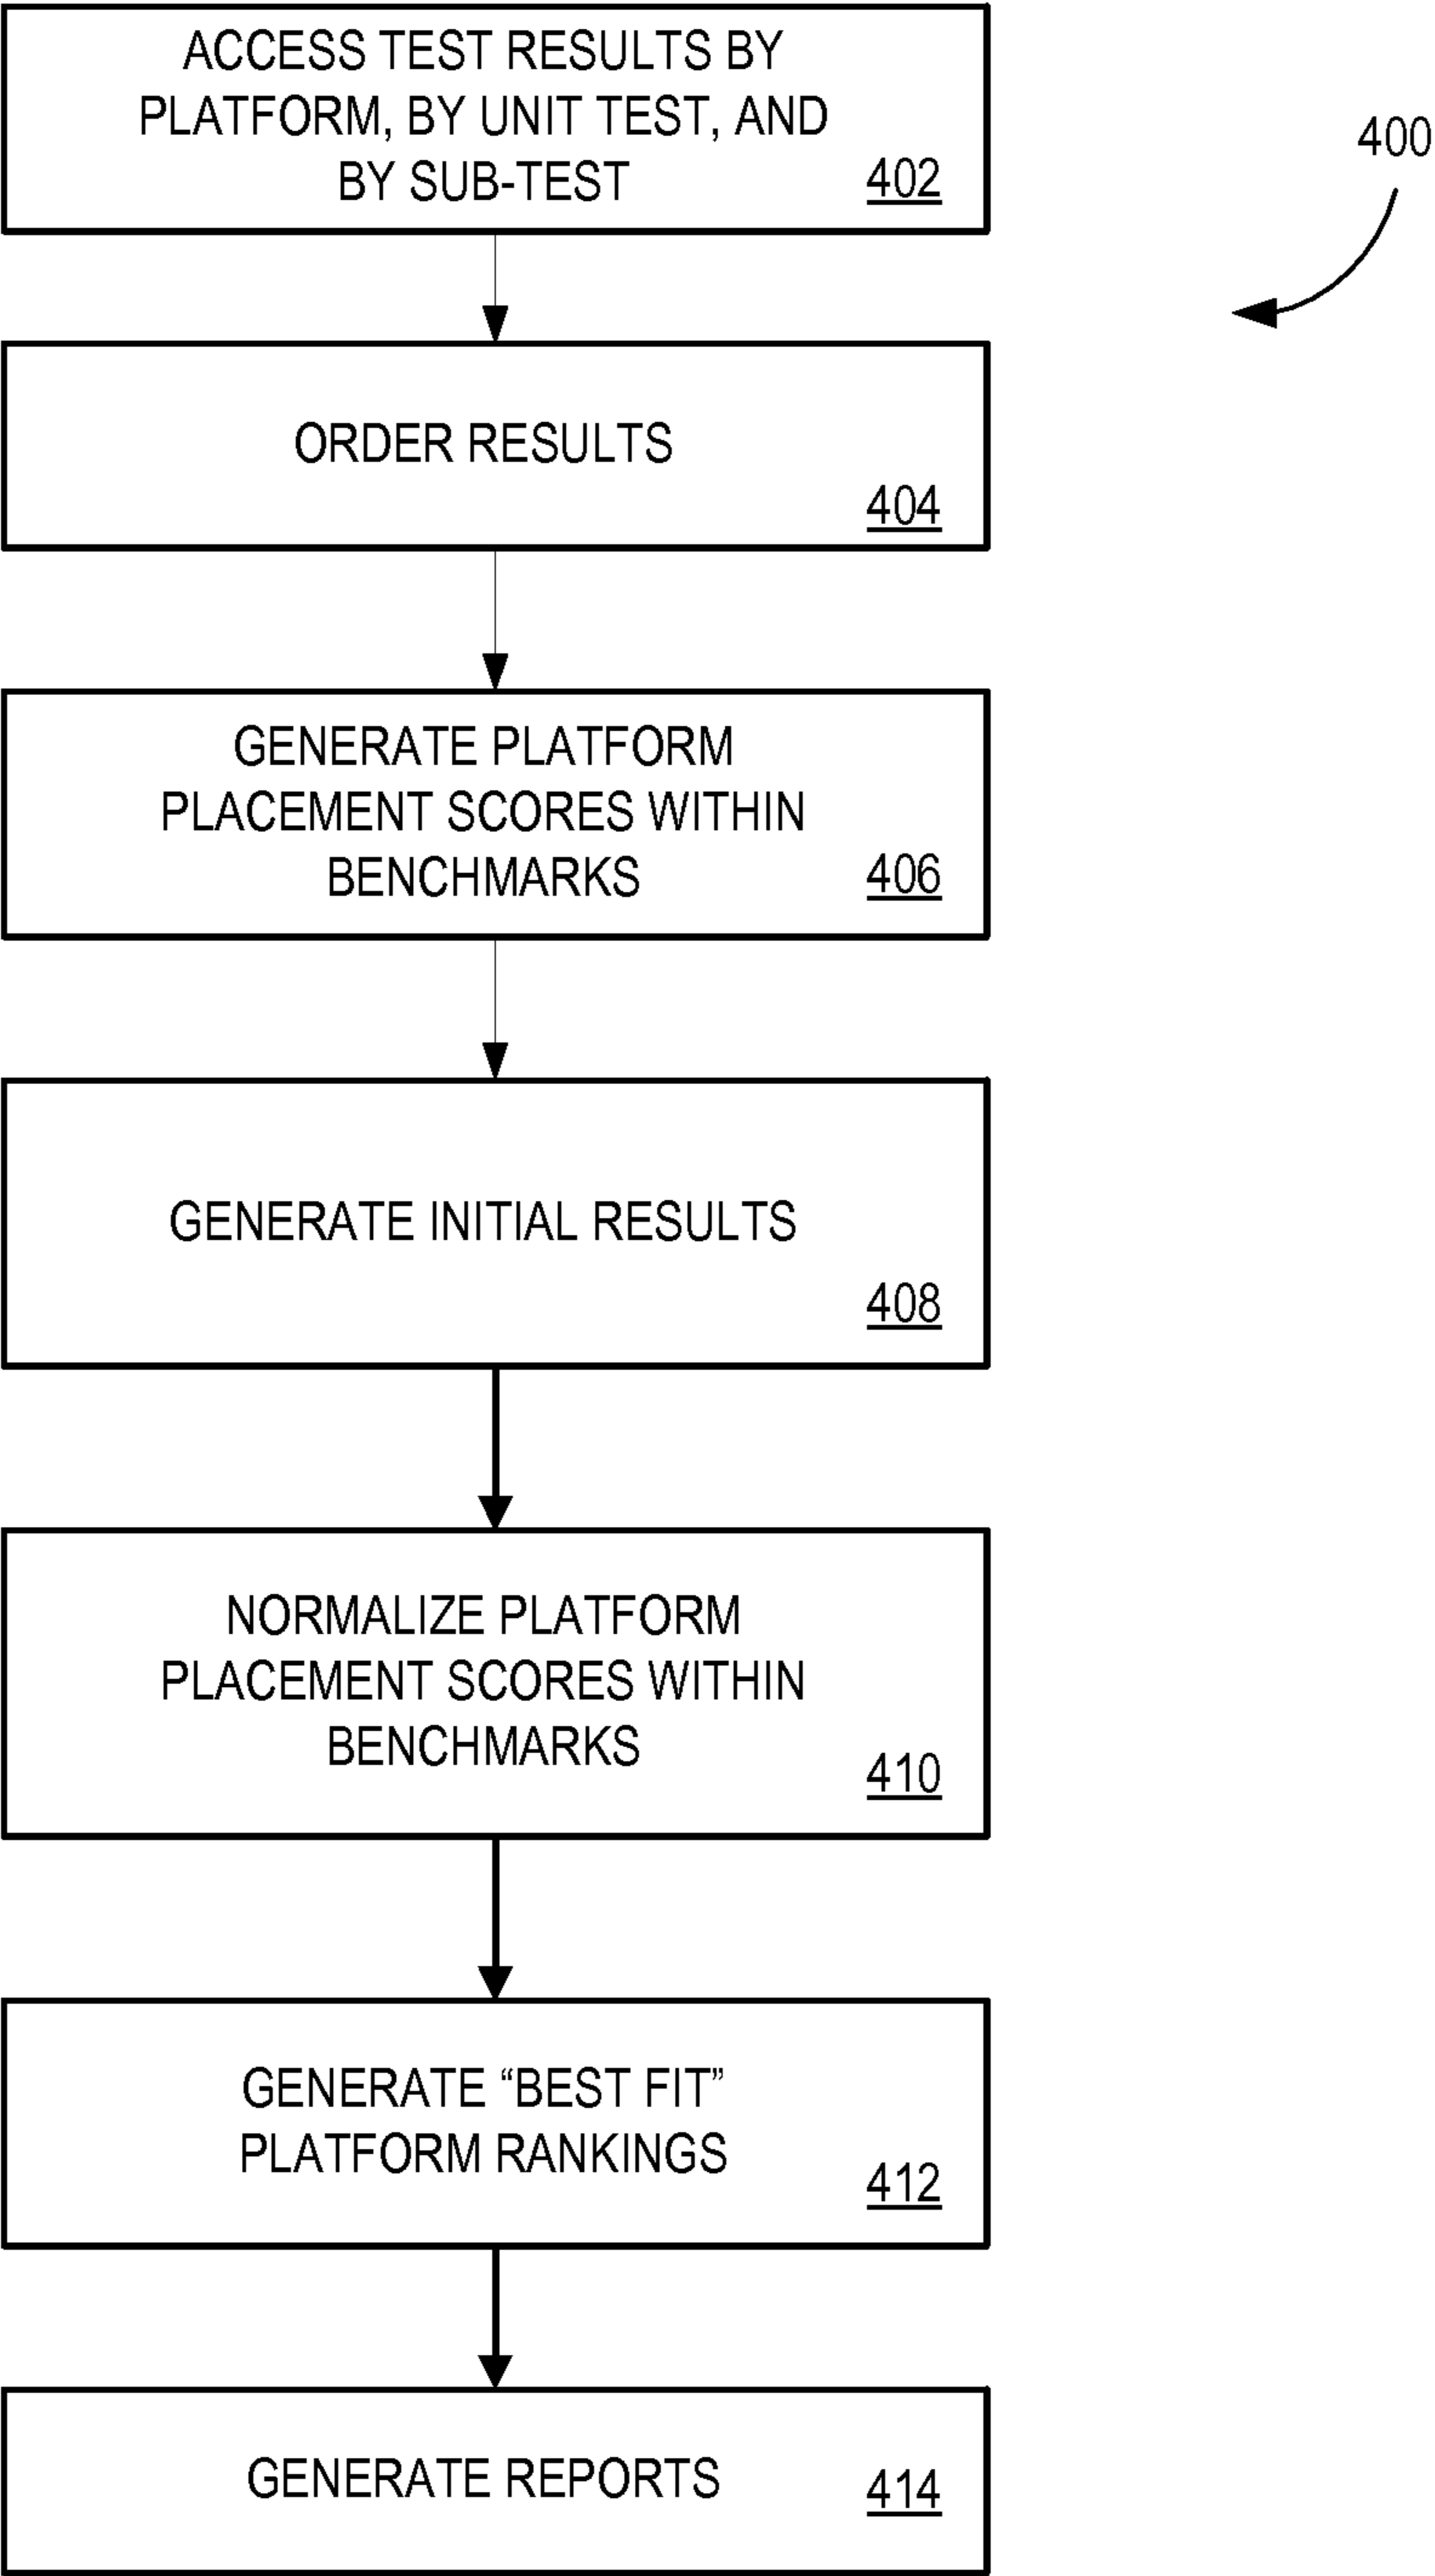 ACCESS TEST RESULTS BY
PLATFORM, BY UNIT TEST, AND
BY SUB-TEST
402
400
ORDER RESULTS
404
GENERATE PLATFORM
PLACEMENT SCORES WITHIN
BENCHMARKS
406
GENERATE INITIAL RESULTS
408
NORMALIZE PLATFORM
PLACEMENT SCORES WITHIN
BENCHMARKS
410
GENERATE “BEST FIT”
PLATFORM RANKINGS
412
GENERATE REPORTS
414